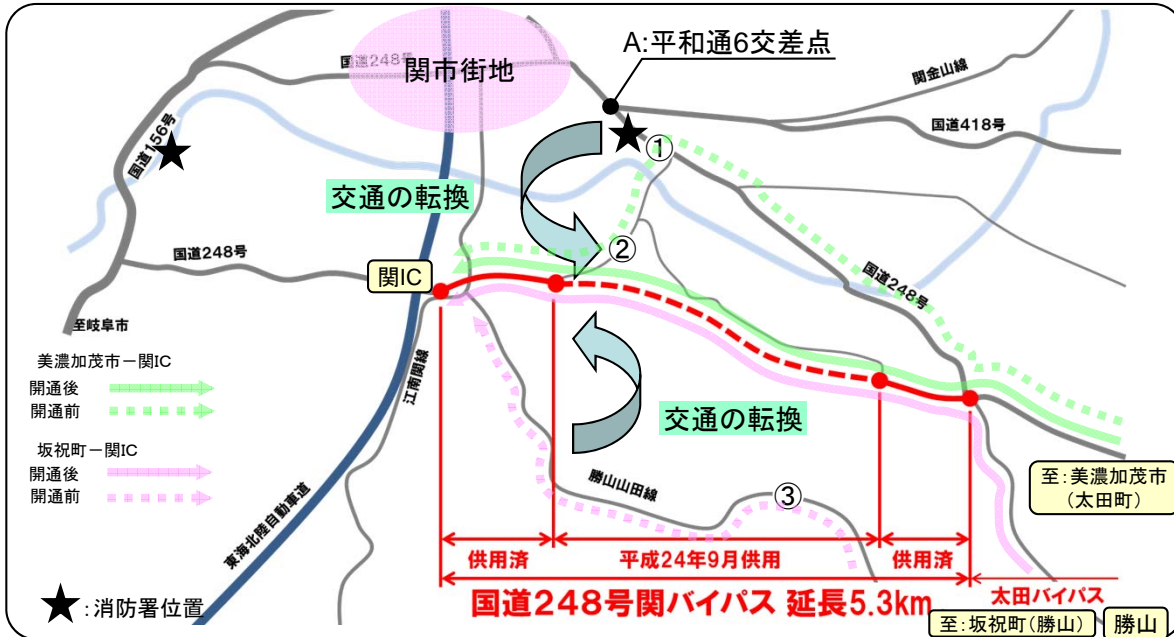 A:平和通6交差点
国道248号
関市街地
関金山線
国道418号
国道156号
①
交通の転換
②
国道248号
関IC
国道248号
至岐阜市
美濃加茂市－関IC
開通後
開通前
坂祝町－関IC
開通後
開通前
江南関線
交通の転換
勝山山田線
③
至：美濃加茂市
（太田町）
東海北陸自動車道
供用済
平成24年9月供用
供用済
★：消防署位置
国道248号関バイパス 延長5.3km
太田バイパス
至：坂祝町（勝山）
勝山